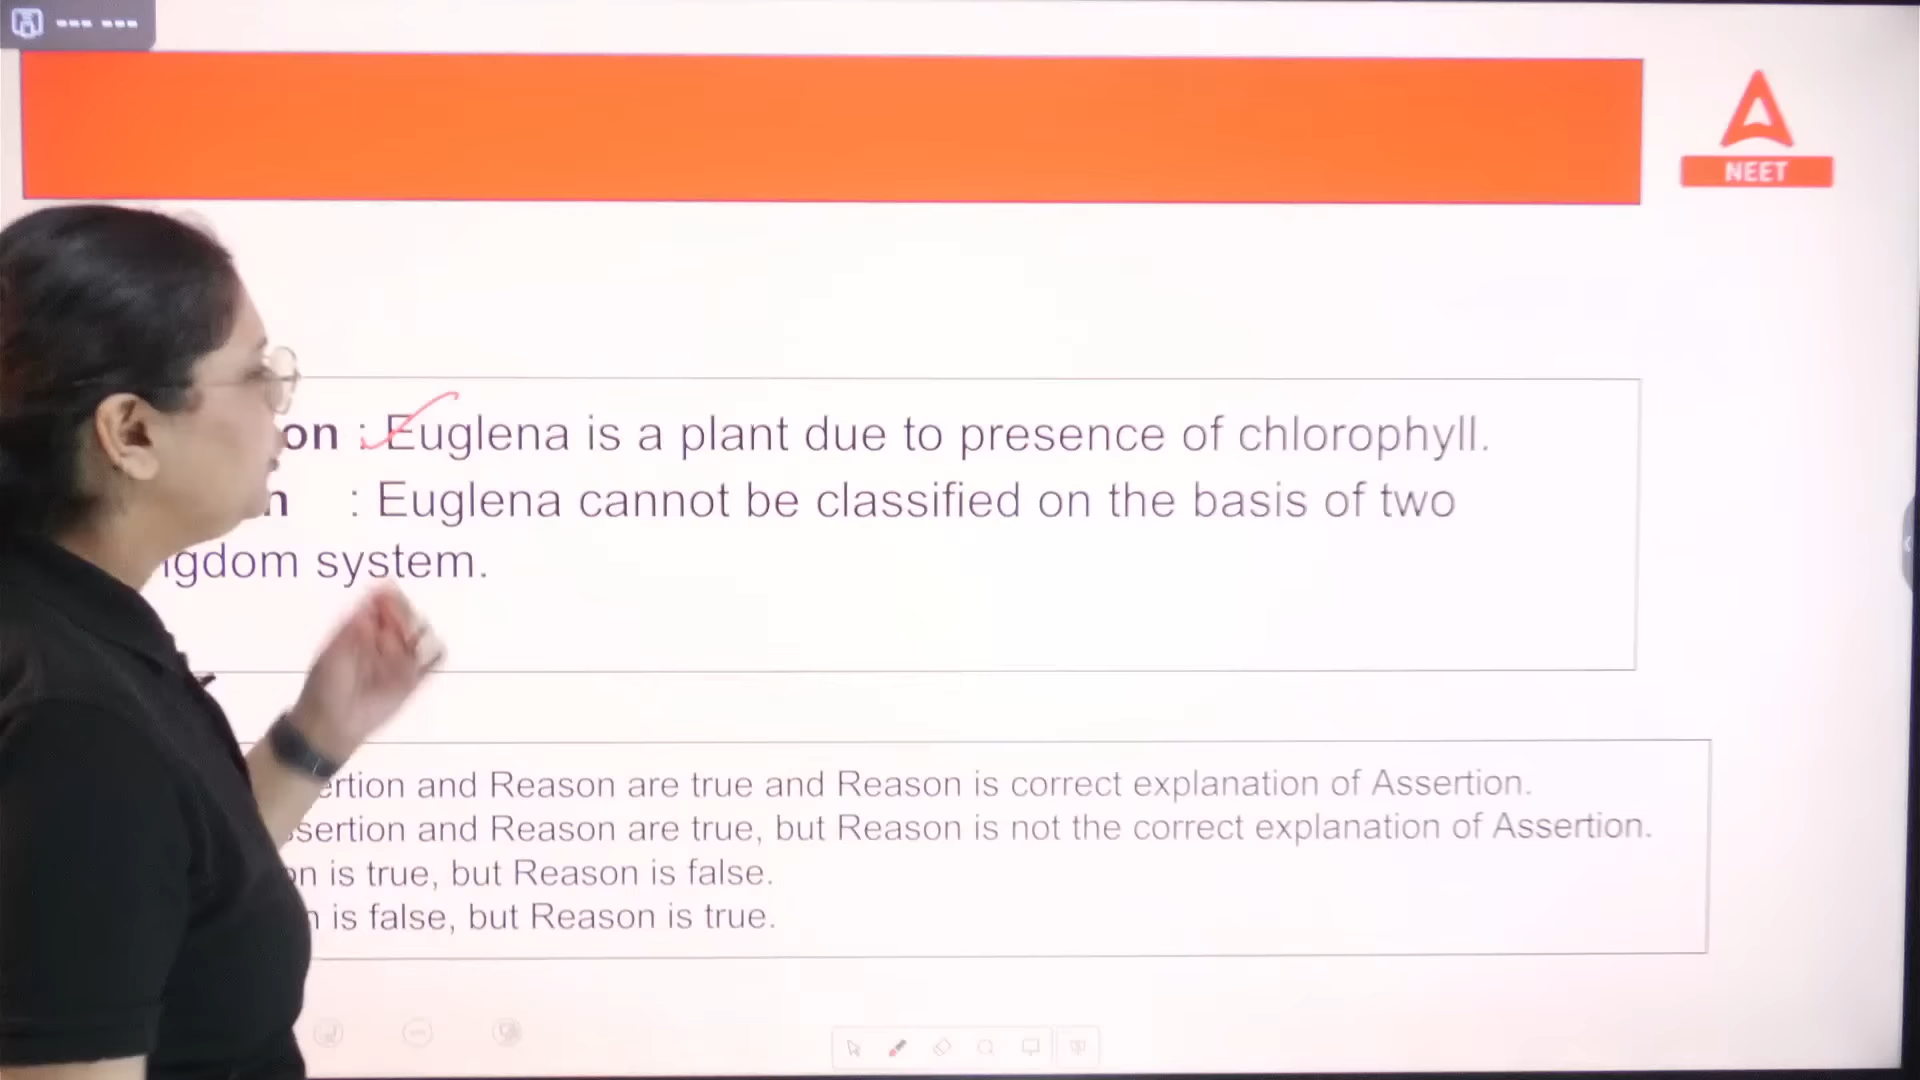 NEET
on : Euglena is a plant due to presence of chlorophyll.
n : Euglena cannot be classified on the basis of two
gdom system.
ertion and Reason are true and Reason is correct explanation of Assertion.
sertion and Reason are true, but Reason is not the correct explanation of Assertion.
on is true, but Reason is false.
n is false, but Reason is true.